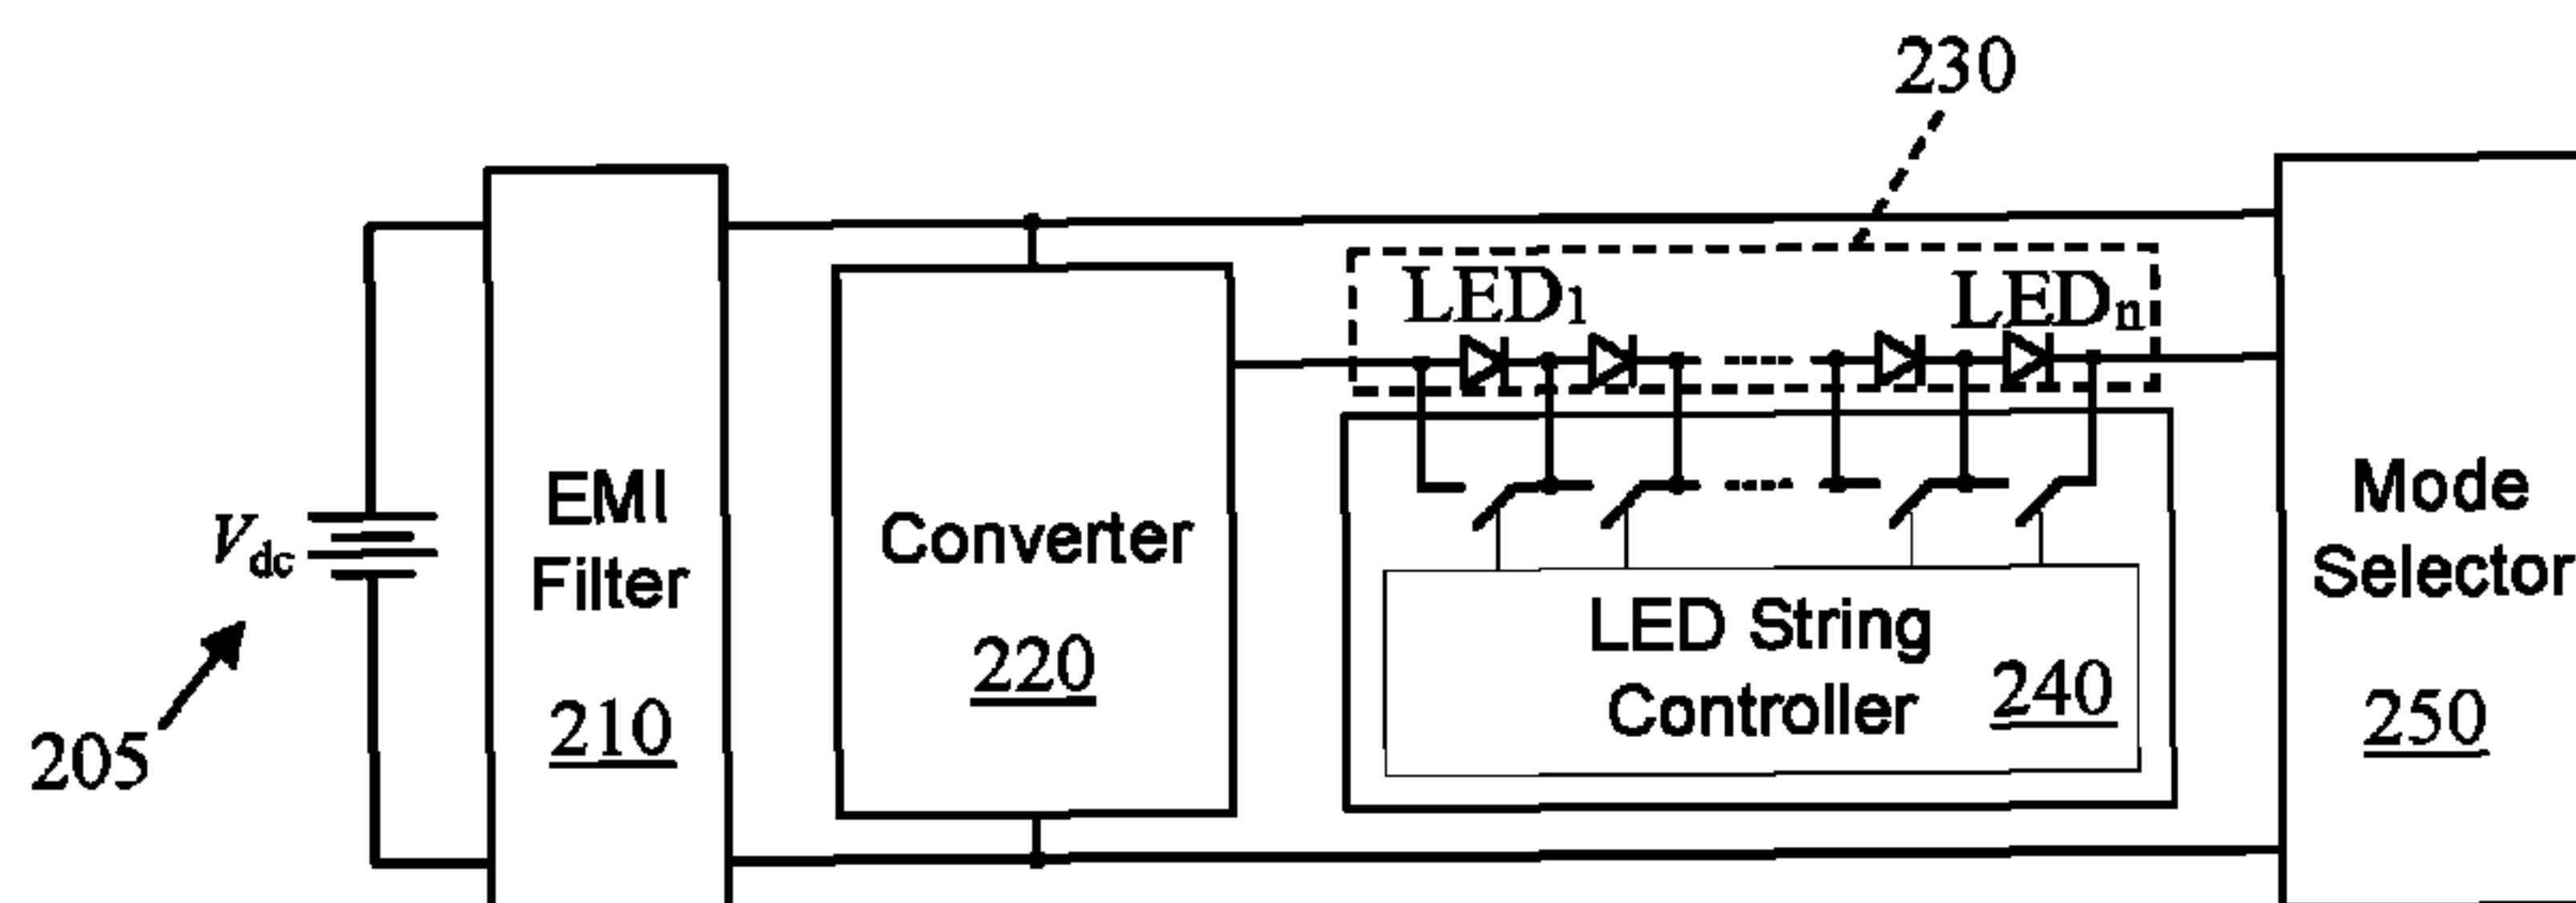 230
LED1
LEDn
Vdc
205
EMI
Filter
210
Converter
220
LED String
Controller
240
Mode
Selector
250